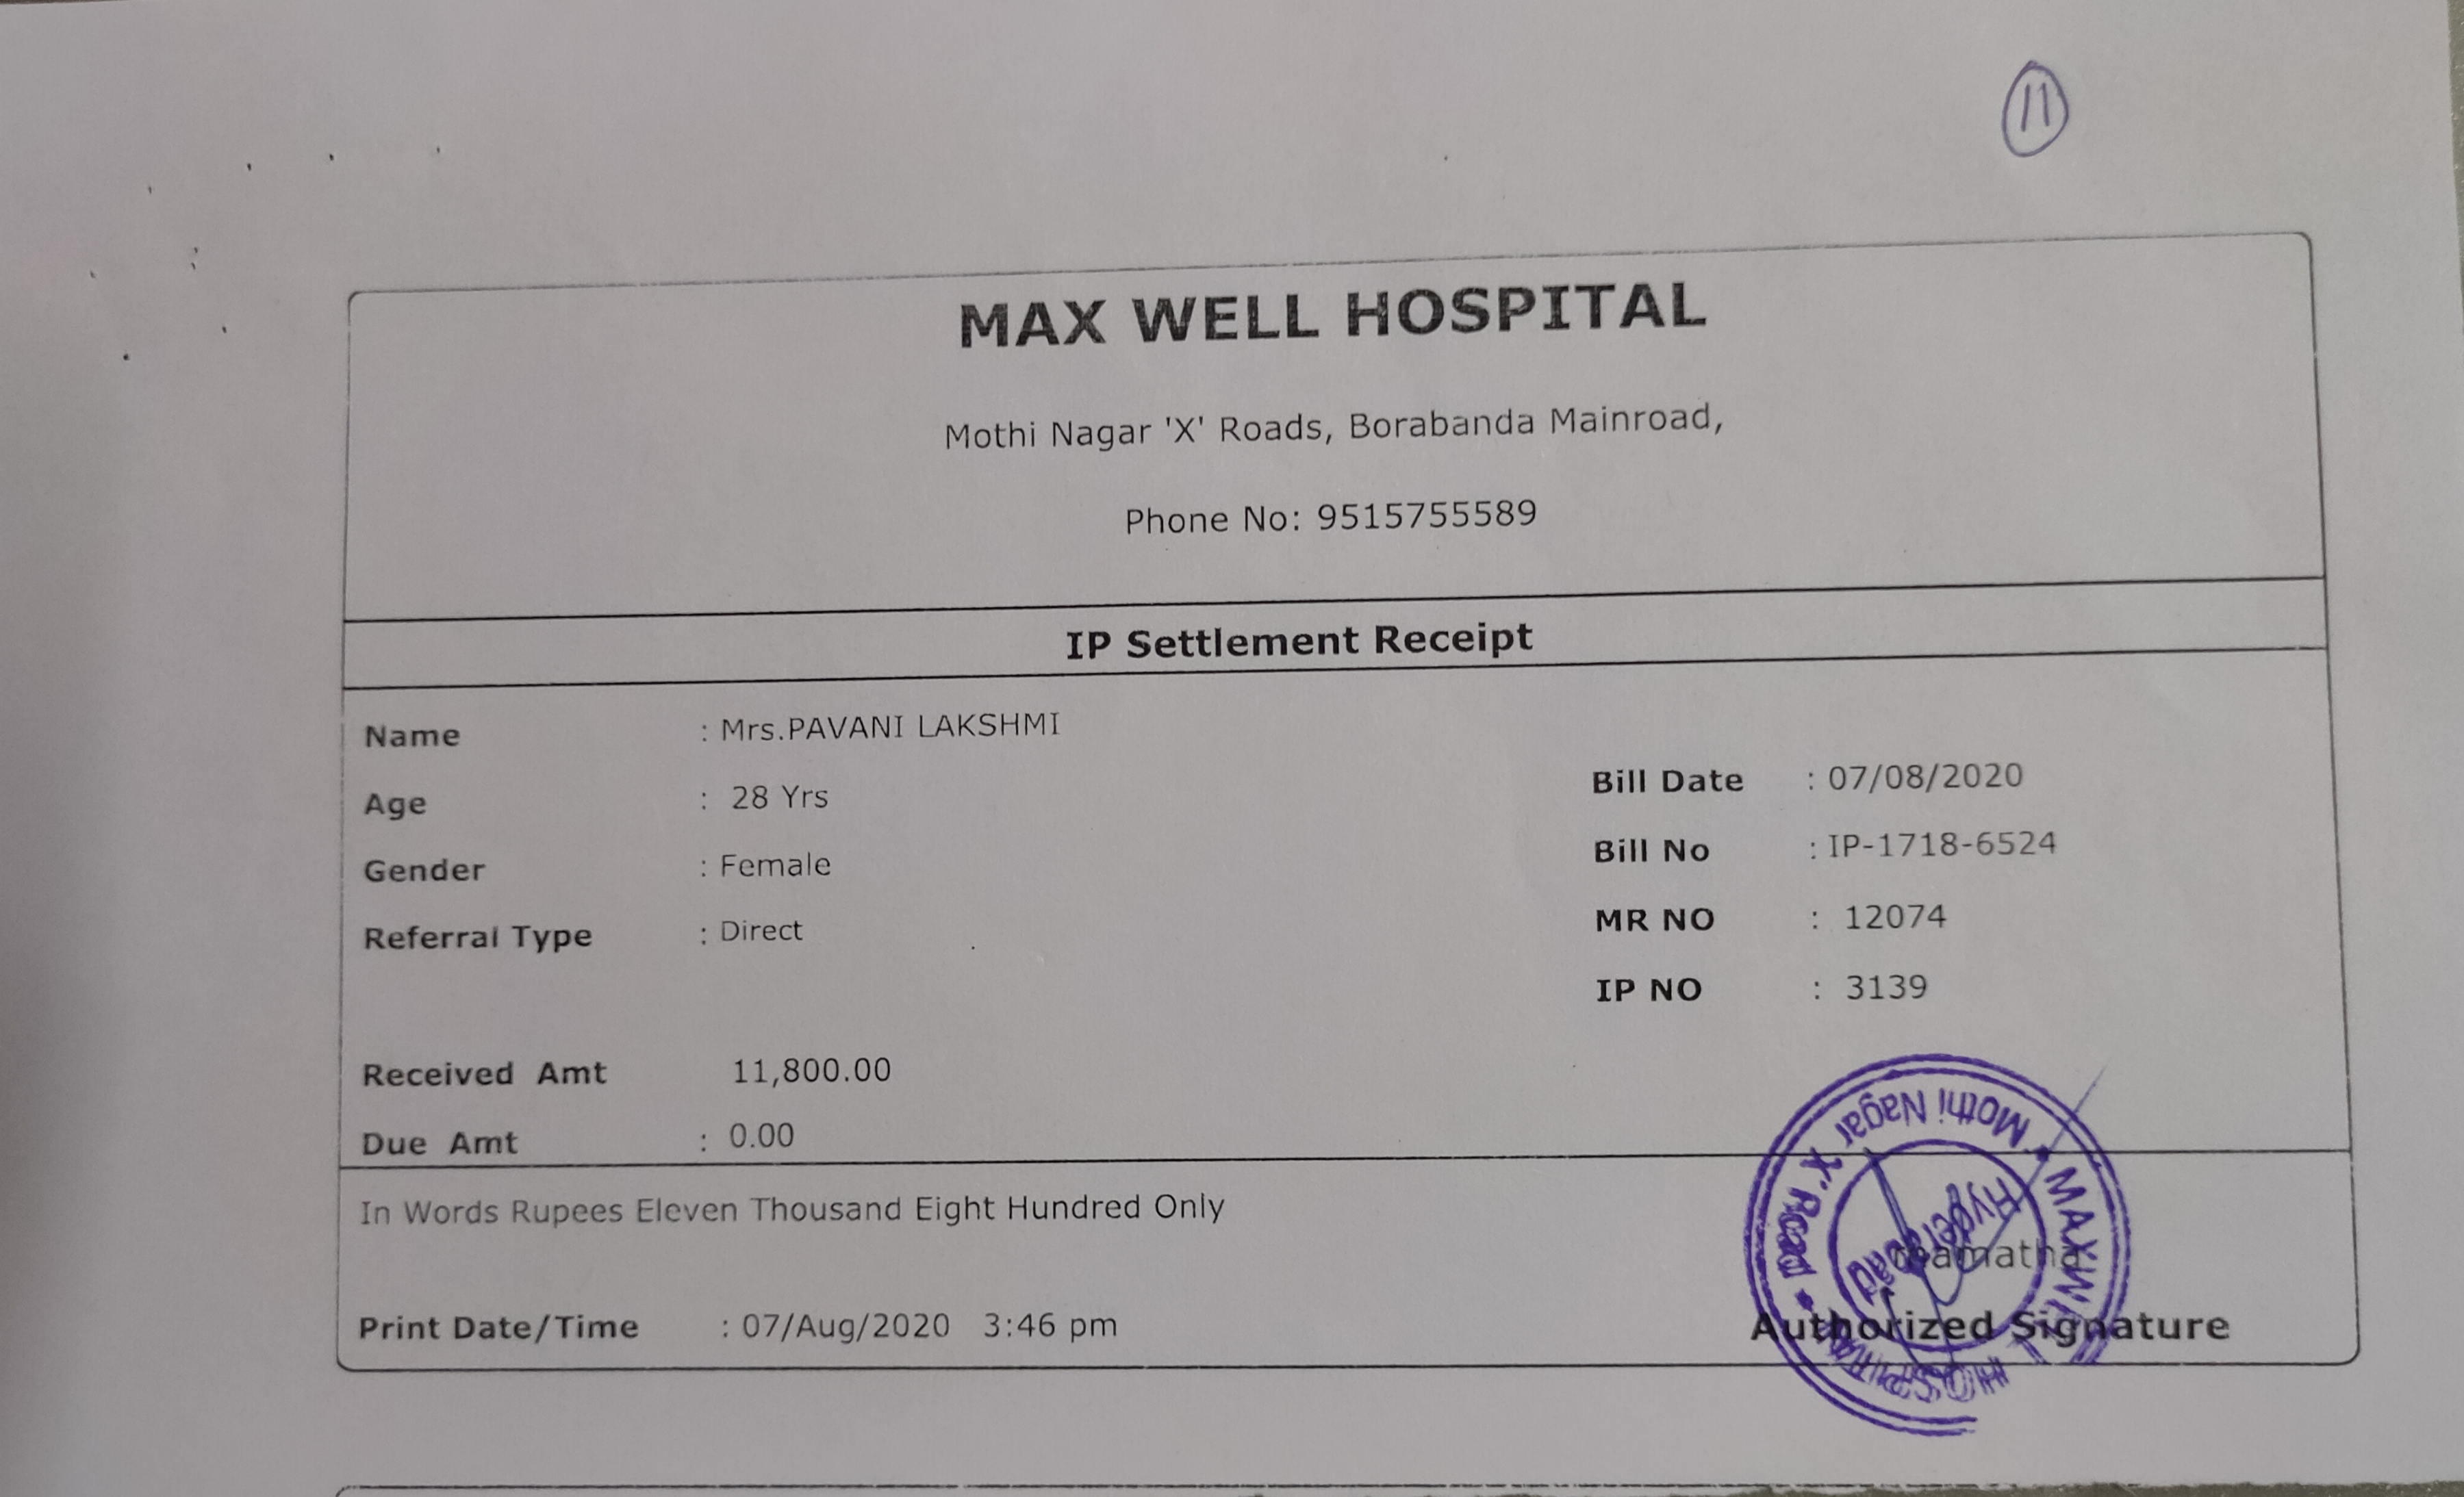 11
MAX WELL HOSPITAL
Mothi Nagar 'X' Roads, Borabanda Mainroad,
Phone No: 9515755589
IP Settlement Receipt
Name : Mrs.PAVANI LAKSHMI
Age : 28 Yrs
Gender : Female
Referral Type : Direct
Bill Date : 07/08/2020
Bill No : IP-1718-6524
MR NO : 12074
IP NO : 3139
Received Amt 11,800.00
Due Amt : 0.00
In Words Rupees Eleven Thousand Eight Hundred Only
Print Date/Time : 07/Aug/2020 3:46 pm
Authorized Signature
MAXWELL HOSPITAL
Mothi Nagar 'X' Road
Hyderabad